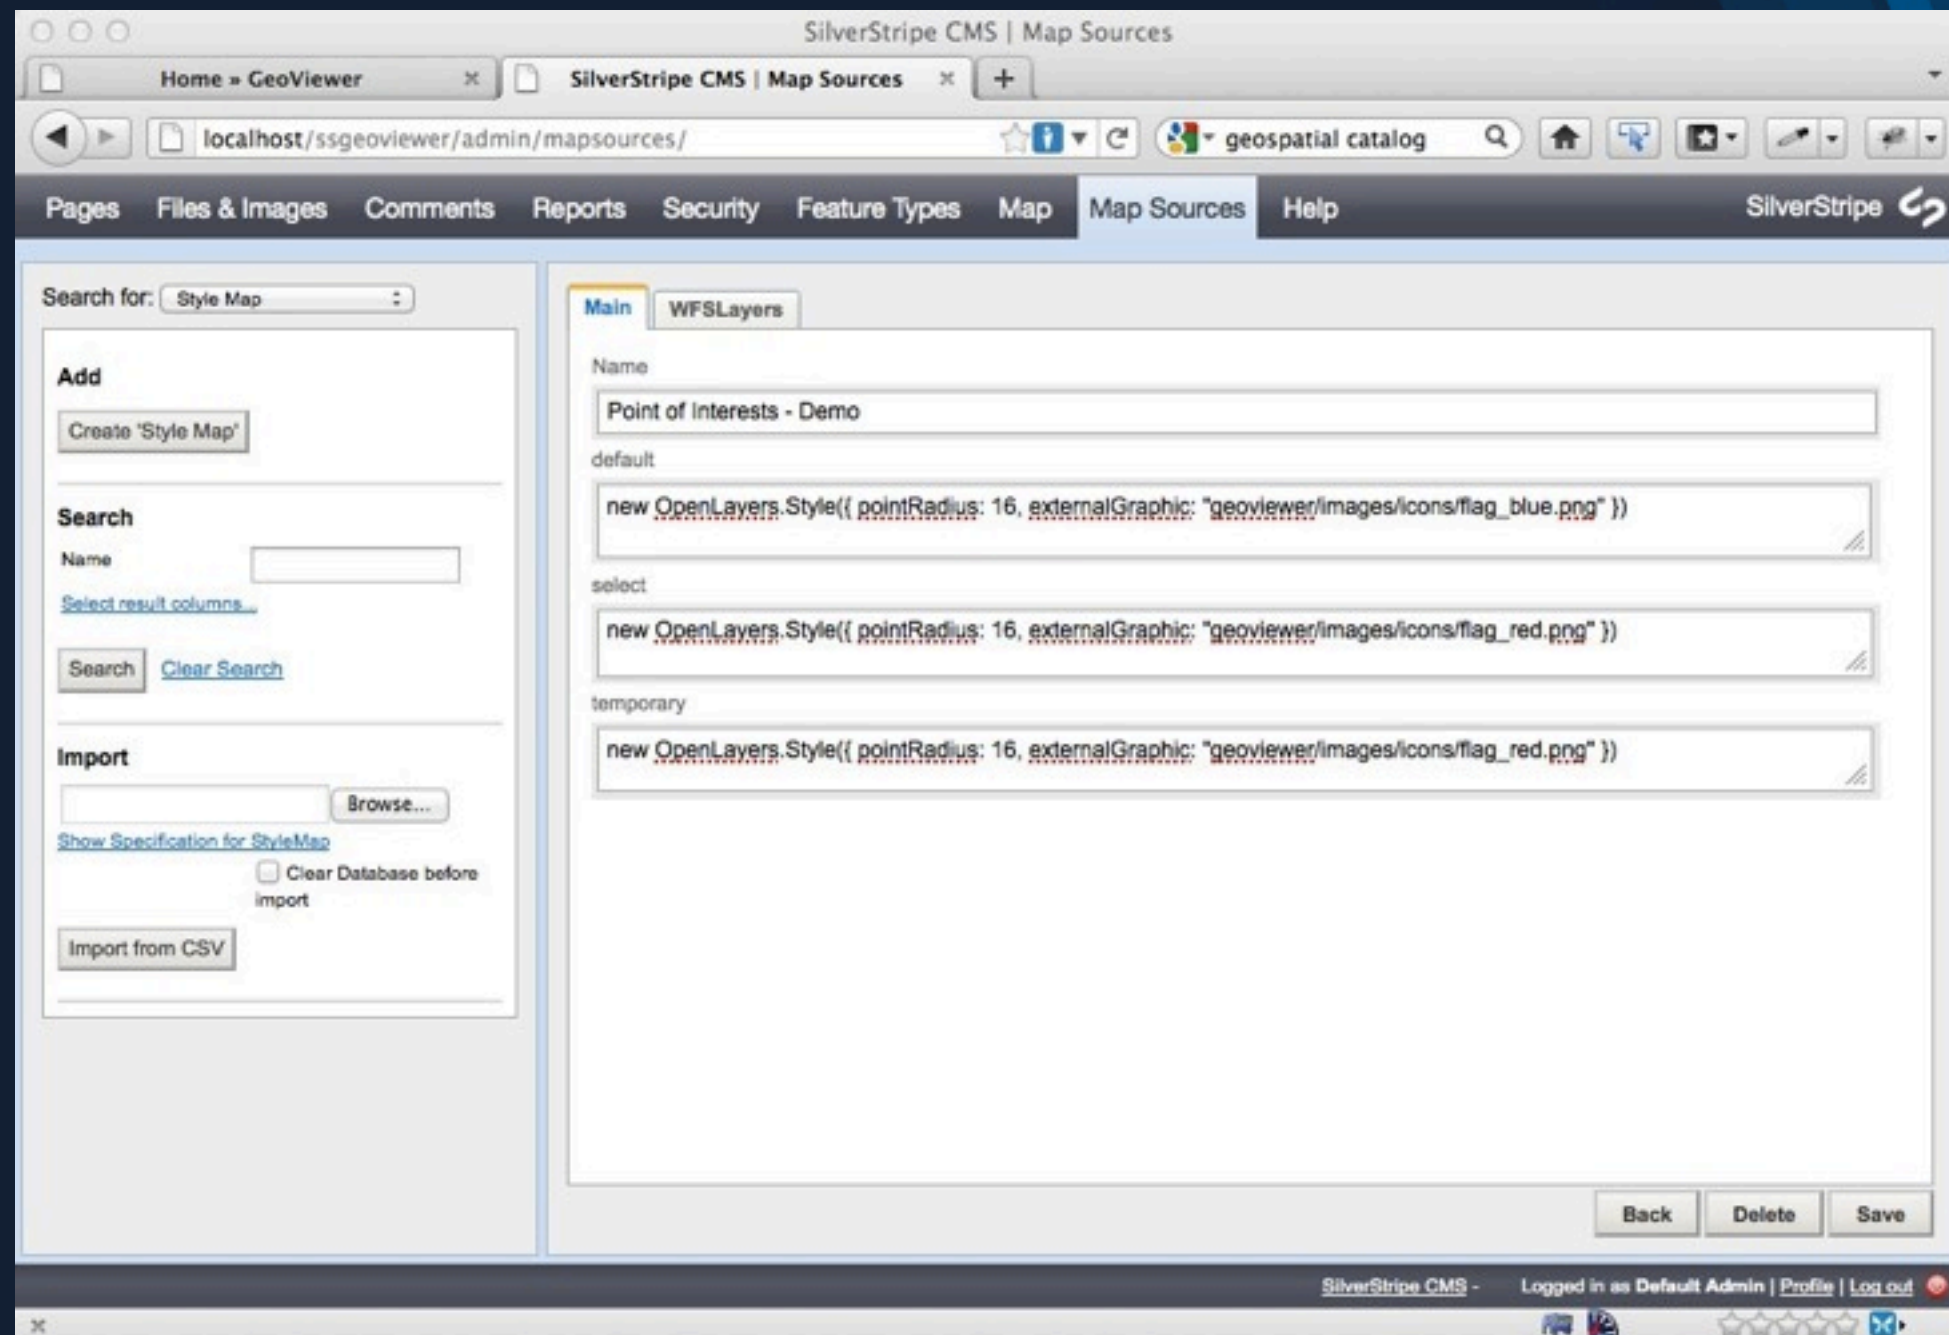 SilverStripe CMS | Map Sources
Home » GeoViewer
SilverStripe CMS | Map Sources
localhost/ssgeoviewer/admin/mapsources/
geospatial catalog
Pages Files & Images Comments Reports Security Feature Types Map Map Sources Help SilverStripe
Search for: Style Map
Add
Create 'Style Map'
Search
Name
Select result columns...
Search Clear Search
Import
Browse...
Show Specification for StyleMap
Clear Database before
import
Import from CSV
Main WFSLayers
Name
Point of Interests - Demo
default
new OpenLayers.Style({ pointRadius: 16, externalGraphic: "geoviewer/images/icons/flag_blue.png" })
select
new OpenLayers.Style({ pointRadius: 16, externalGraphic: "geoviewer/images/icons/flag_red.png" })
temporary
new OpenLayers.Style({ pointRadius: 16, externalGraphic: "geoviewer/images/icons/flag_red.png" })
Back Delete Save
SilverStripe CMS - Logged in as Default Admin | Profile | Log out